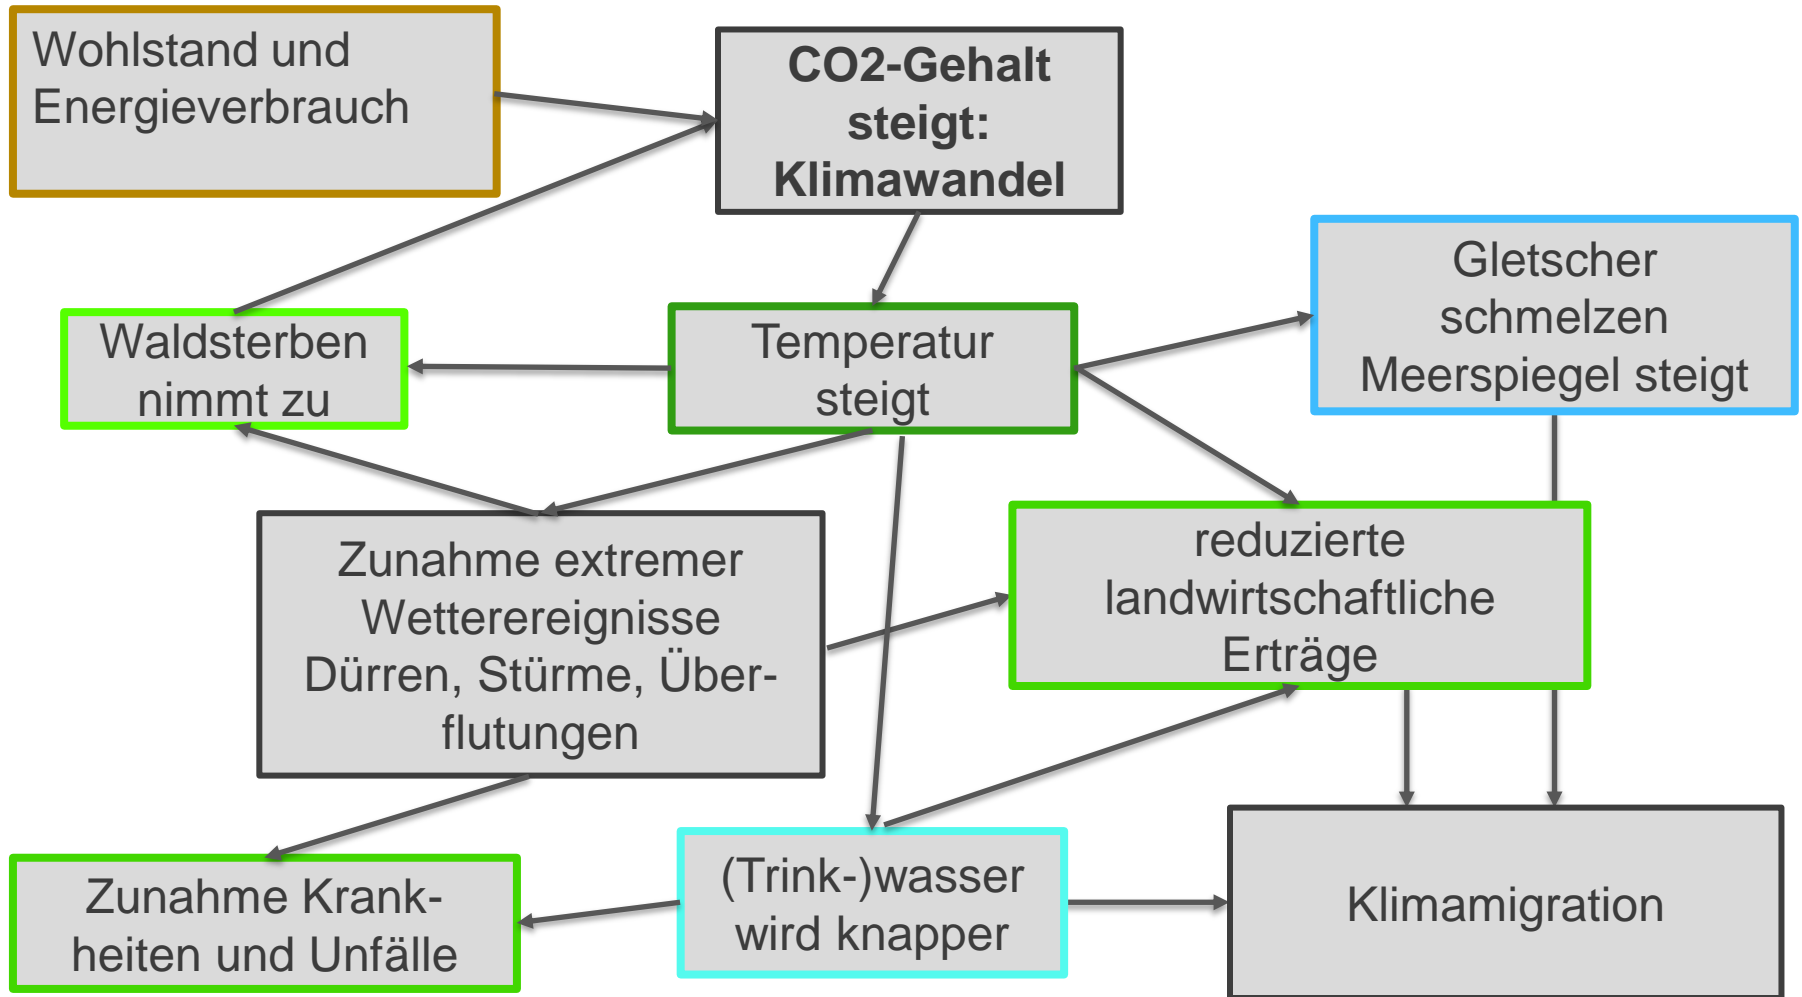 Wohlstand und
Energieverbrauch
CO2-Gehalt
steigt:
Klimawandel
Gletscher
schmelzen
Meerspiegel steigt
Waldsterben
nimmt zu
Temperatur
steigt
Zunahme extremer
Wetterereignisse
Dürren, Stürme, Über-
flutungen
reduzierte
landwirtschaftliche
Erträge
Zunahme Krank-
heiten und Unfälle
(Trink-)wasser
wird knapper
Klimamigration